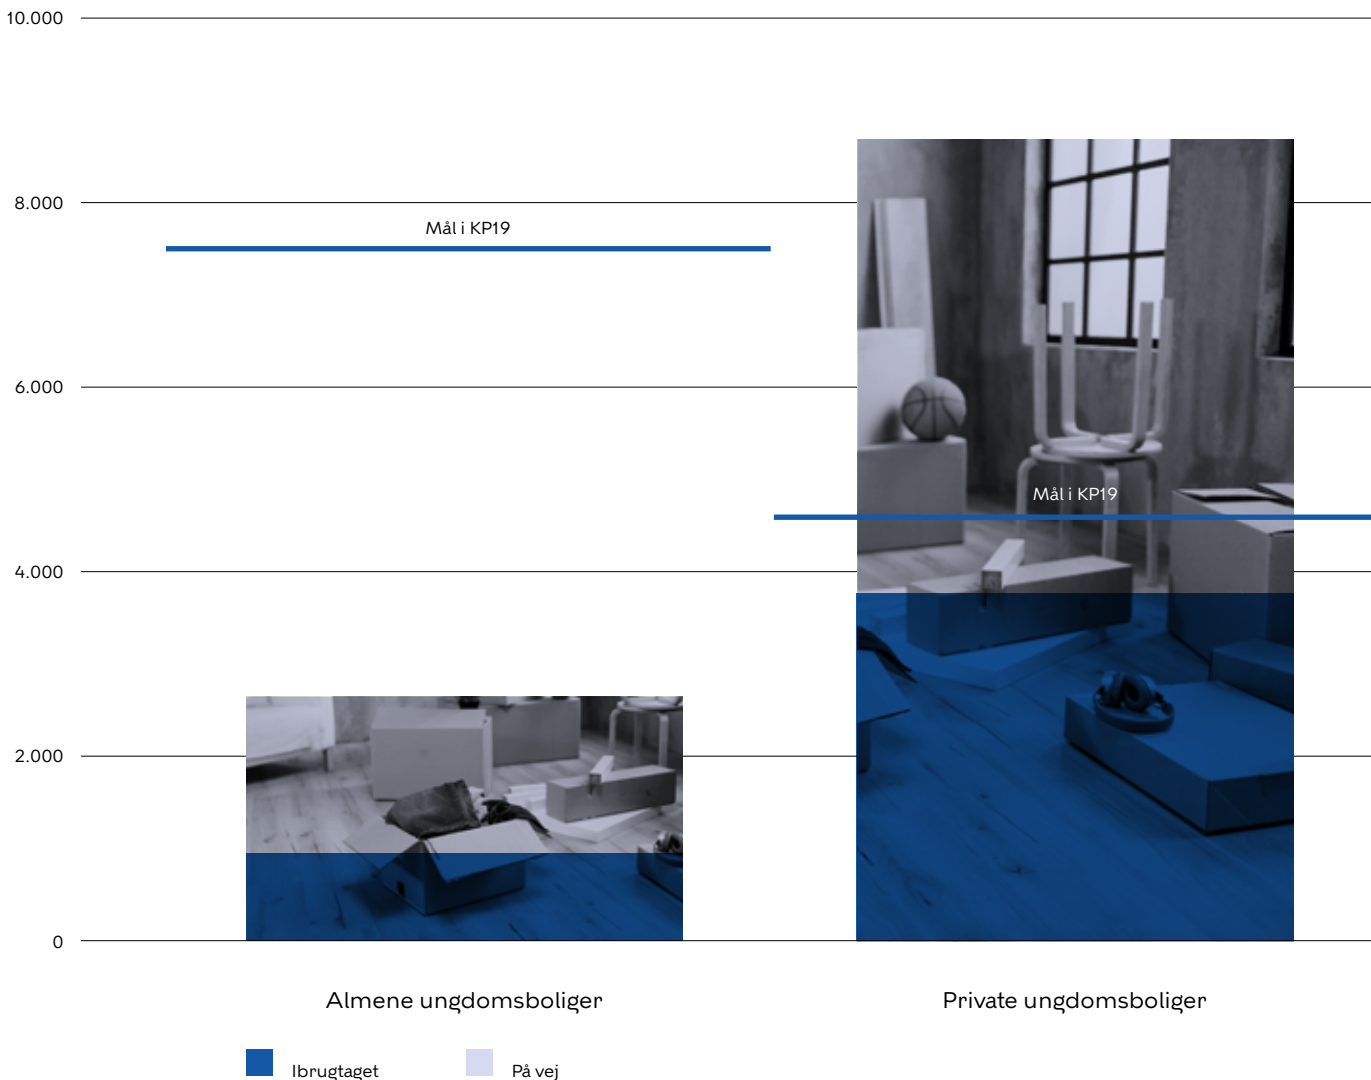 10.000
8.000
Mål i KP19
6.000
Mål i KP19
4.000
2.000
0
Almene ungdomsboliger
Private ungdomsboliger
Ibrugtaget
På vej